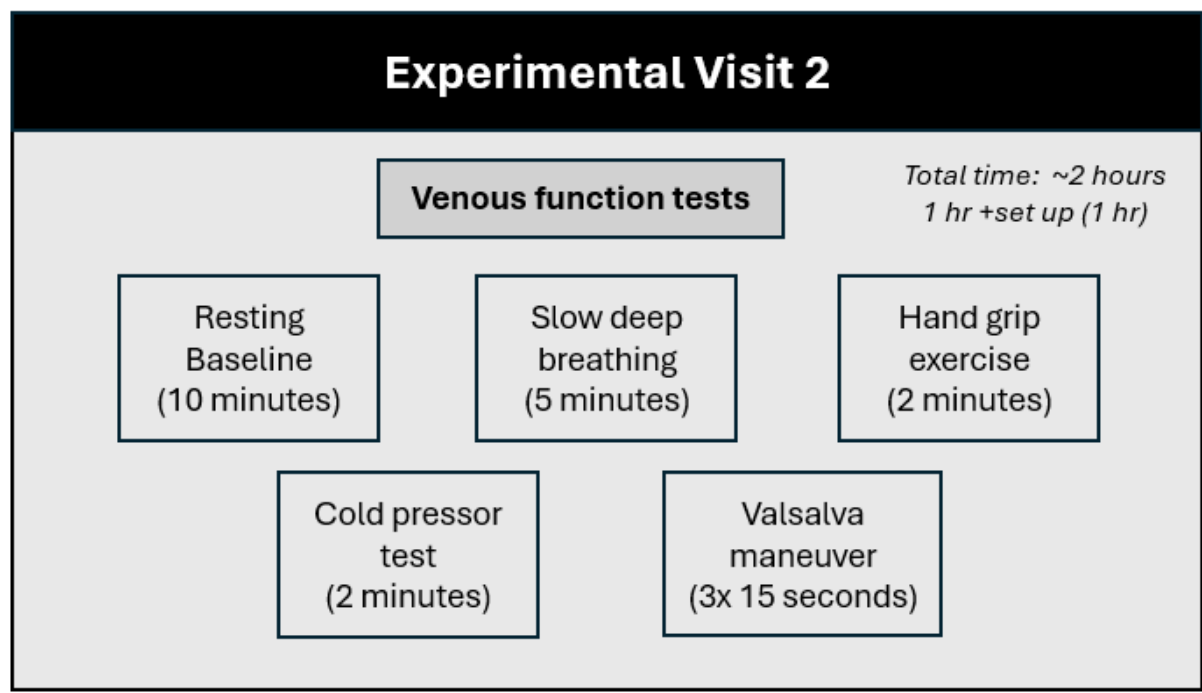 Experimental Visit 2
Venous function tests
Total time: ~2 hours
1 hr +set up (1 hr)
Resting
Baseline
(10 minutes)
Slow deep
breathing
(5 minutes)
Hand grip
exercise
(2 minutes)
Cold pressor
test
(2 minutes)
Valsalva
maneuver
(3x 15 seconds)